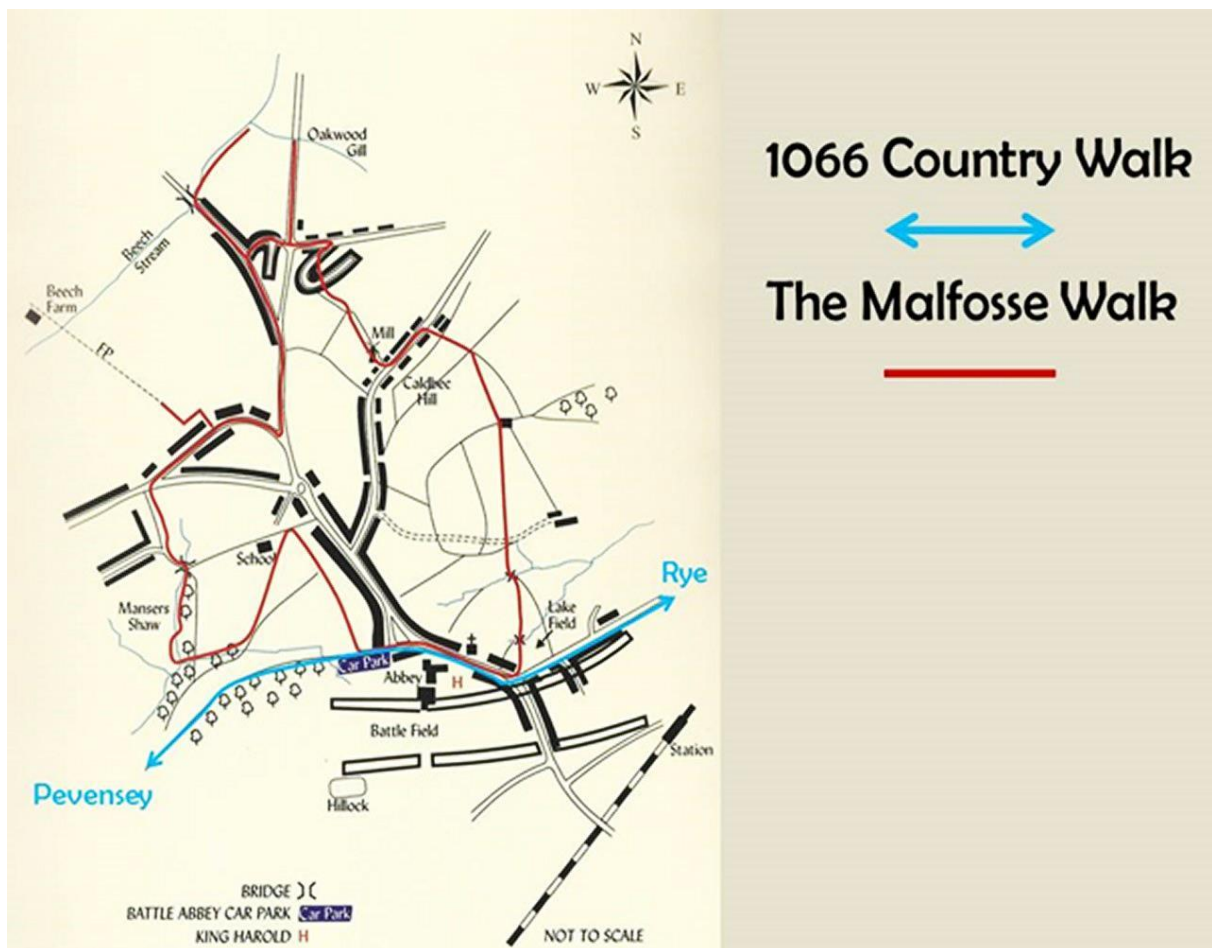 N
W E
S
Oakwood
Gill
Beech
Stream
Beech
Farm
FP
Mill
Caldbec
Hill
School
Mansers
Shaw
Lake
Field
Rye
Car Park
Abbey
H
Battle Field
Station
Pevensey
Hillock
BRIDGE
BATTLE ABBEY CAR PARK Car Park
KING HAROLD H
NOT TO SCALE
1066 Country Walk
The Malfosse Walk